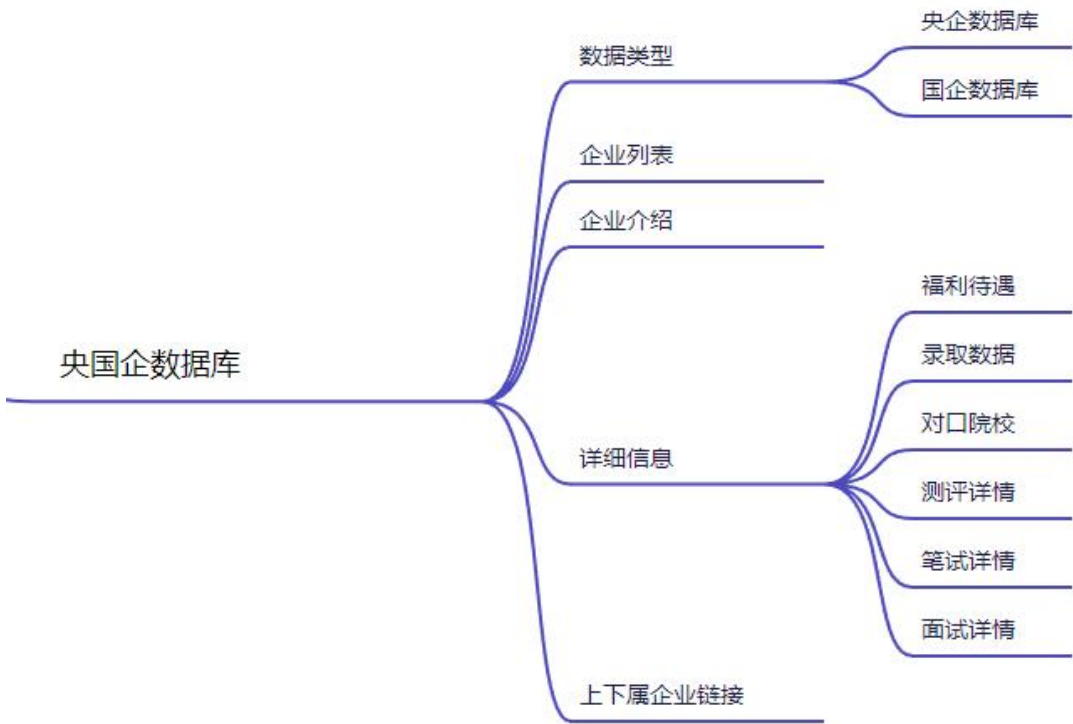 央国企数据库
数据类型
央企数据库
国企数据库
企业列表
企业介绍
详细信息
福利待遇
录取数据
对口院校
测评详情
笔试详情
面试详情
上下属企业链接